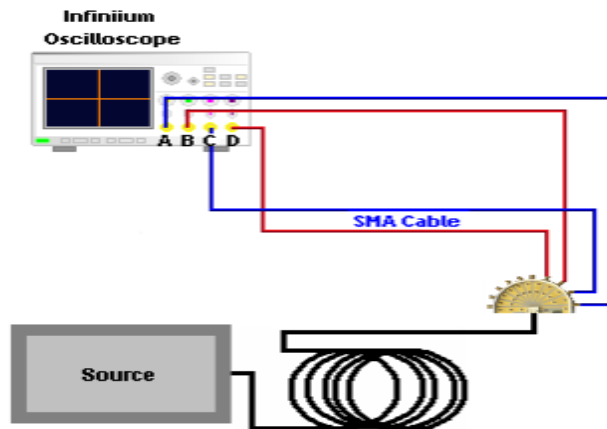 Infiniium
Oscilloscope
A B C D
SMA Cable
Source